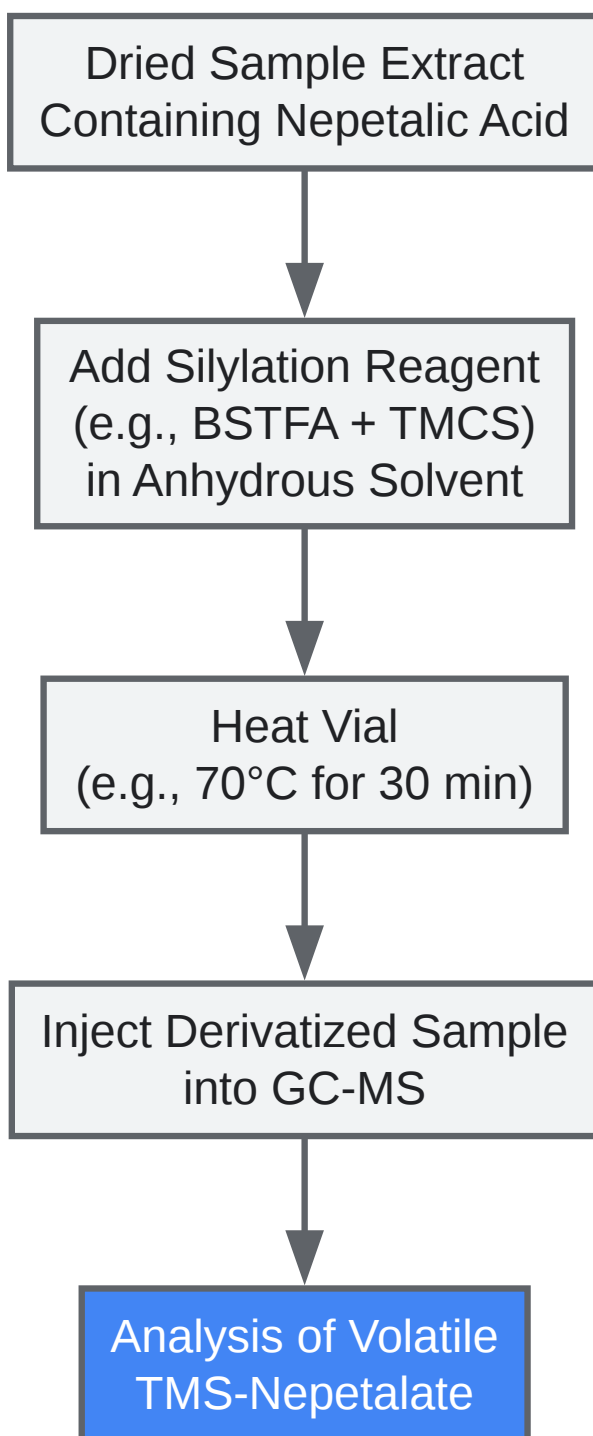 Dried Sample Extract
Containing Nepetalic Acid
Add Silylation Reagent
(e.g., BSTFA + TMCS)
in Anhydrous Solvent
Heat Vial
(e.g., 70°C for 30 min)
Inject Derivatized Sample
into GC-MS
Analysis of Volatile
TMS-Nepetalate